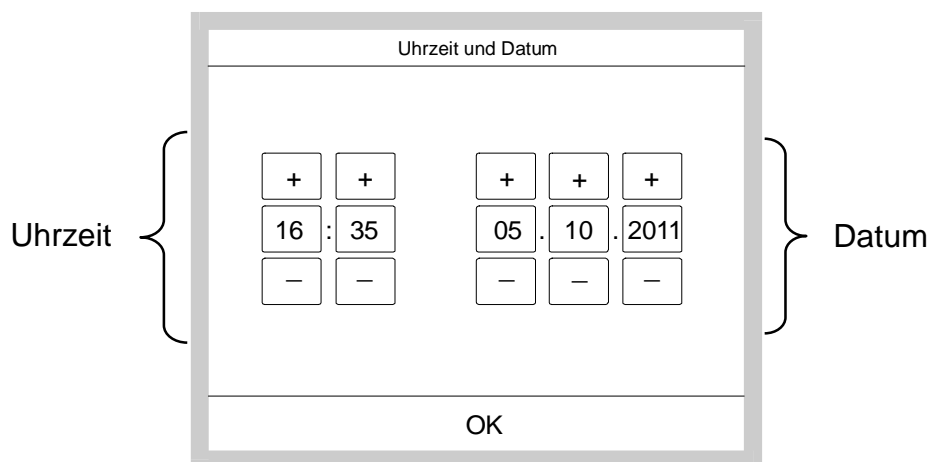 Uhrzeit und Datum
+ + + + +
Uhrzeit 16 : 35 05 . 10 . 2011 Datum
– – – – –
OK